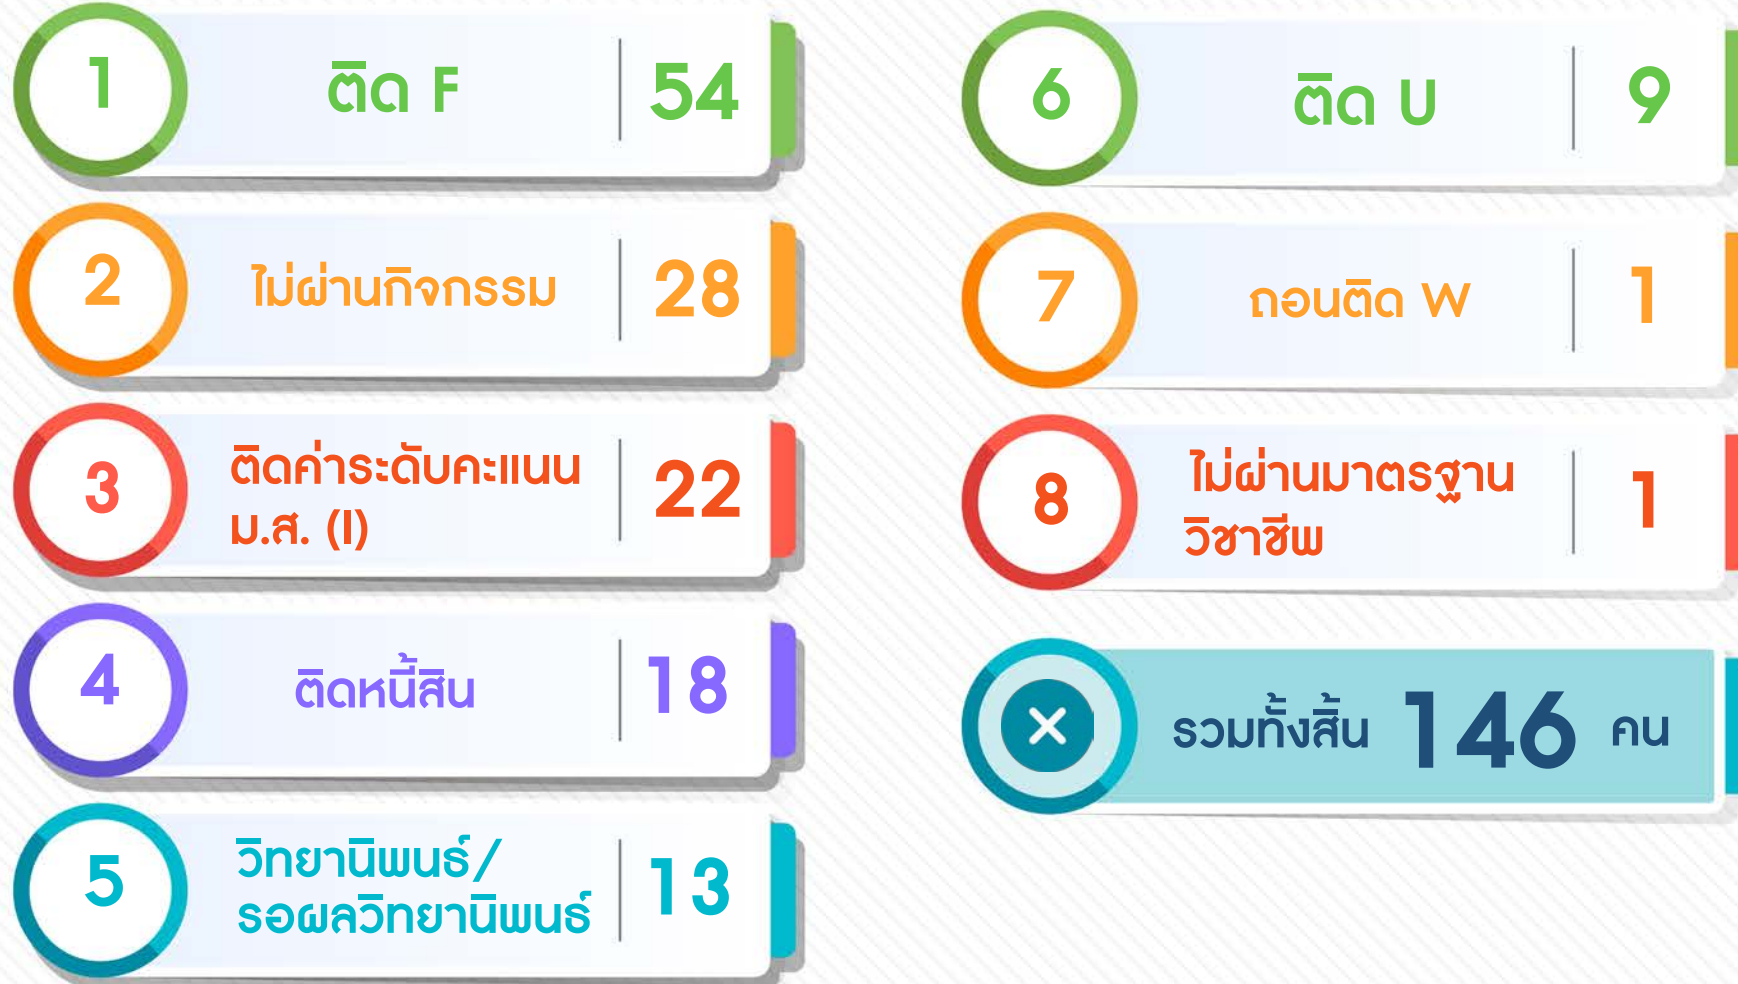 1 ติด F 54
2 ไม่ผ่านกิจกรรม 28
3 ติดค่าระดับคะแนน
ม.ส. (I) 22
4 ติดหนี้สิน 18
5 วิทยานิพนธ์/
รอผลวิทยานิพนธ์ 13
6 ติด U 9
7 ถอนติด W 1
8 ไม่ผ่านมาตรฐาน
วิชาชีพ 1
รวมทั้งสิ้น 146 คน